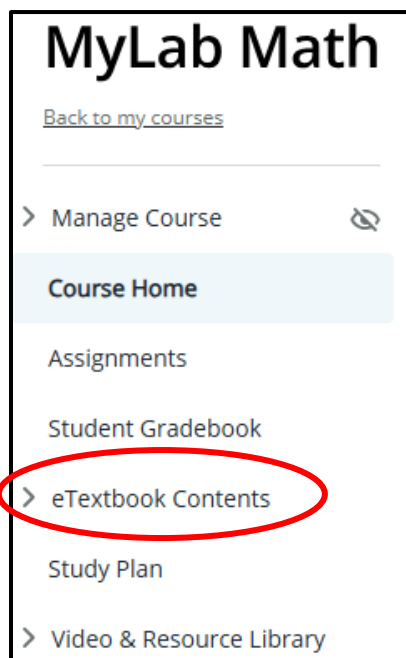 MyLab Math
Back to my courses
Manage Course
Course Home
Assignments
Student Gradebook
eTextbook Contents
Study Plan
Video & Resource Library